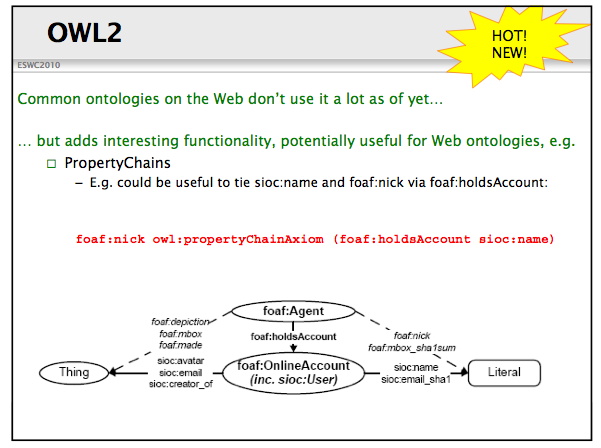 OWL2
HOT!
NEW!
ESWC2010
Common ontologies on the Web don't use it a lot as of yet…
… but adds interesting functionality, potentially useful for Web ontologies, e.g.
PropertyChains
– E.g. could be useful to tie sioc:name and foaf:nick via foaf:holdsAccount:
foaf:nick owl:propertyChainAxiom (foaf:holdsAccount sioc:name)
foaf:Agent
foaf:depiction
foaf:mbox
foaf:made
foaf:holdsAccount
foaf:nick
foaf:mbox_sha1sum
Thing
sioc:avatar
sioc:email
sioc:creator_of
foaf:OnlineAccount
(inc. sioc:User)
sioc:name
sioc:email_sha1
Literal